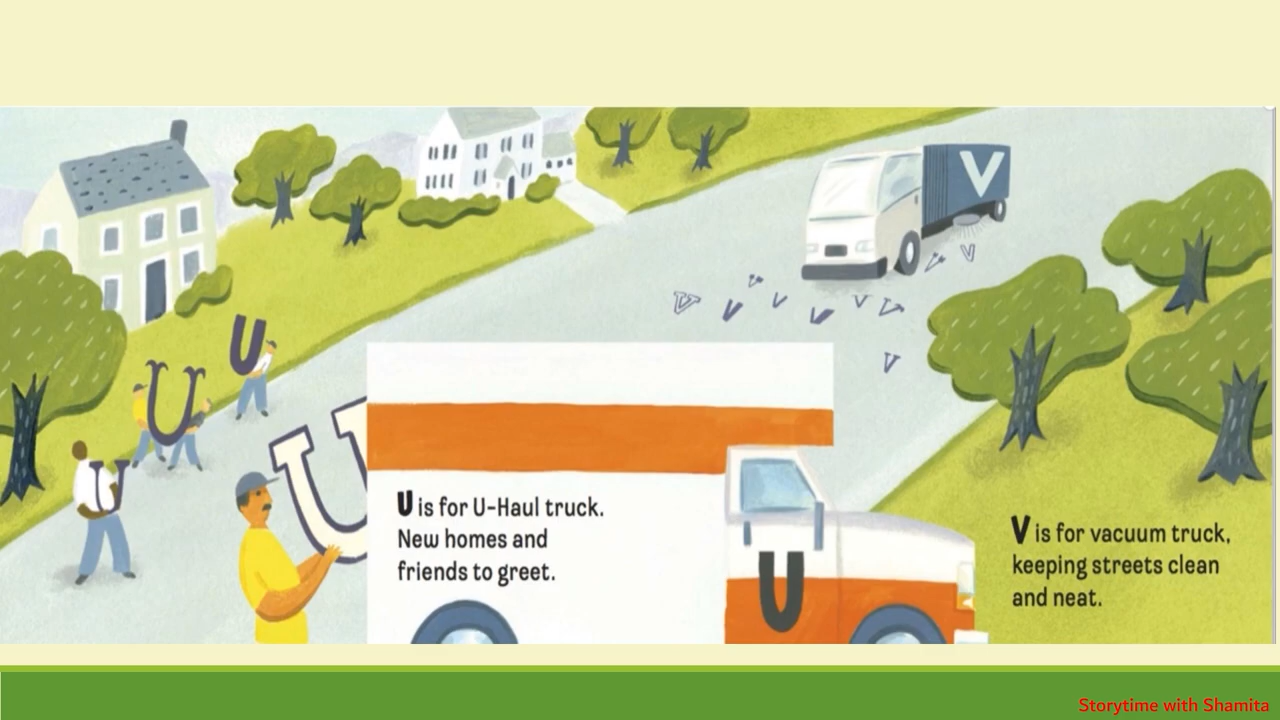 V
V
V
V
V
V
V
V
V
V
V
U
U
U
U
U is for U-Haul truck.
New homes and
friends to greet.
U
V is for vacuum truck,
keeping streets clean
and neat.
Storytime with Shamita